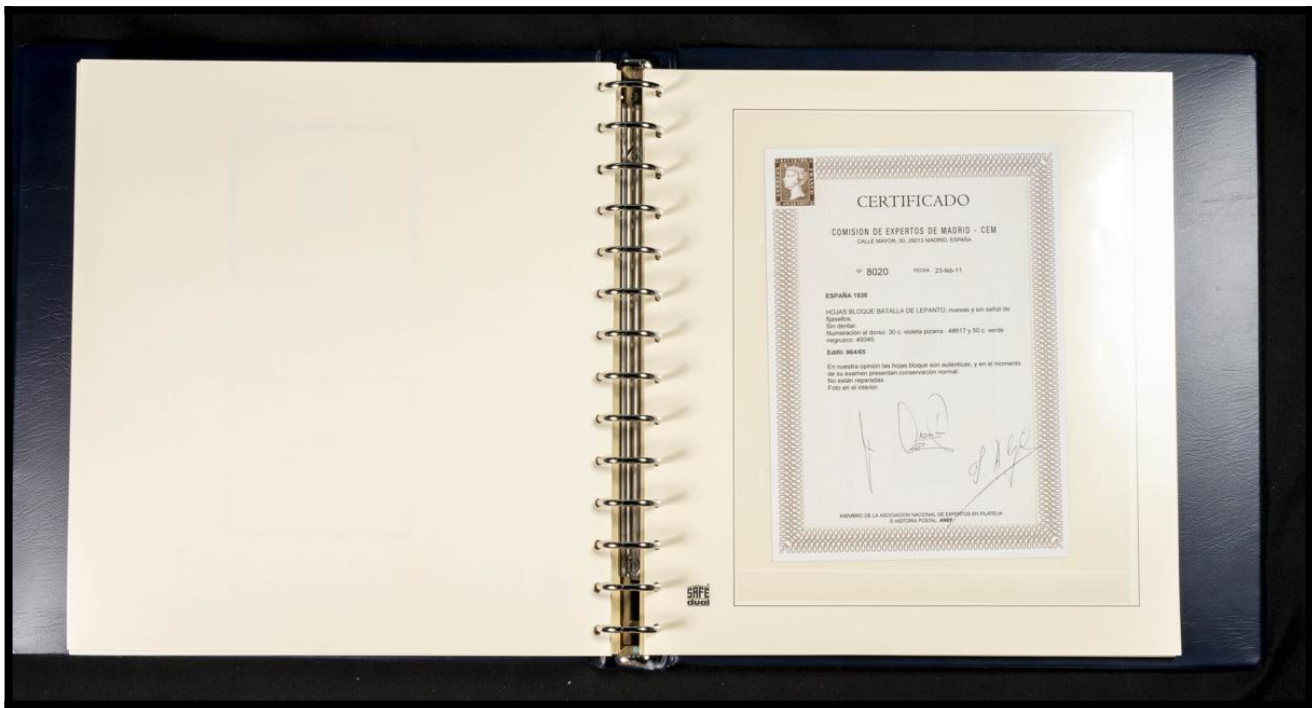 CERTIFICADO
COMISION DE EXPERTOS DE MADRID - CEM
CALLE MAYOR, 30. 28013 MADRID. ESPAÑA
Nº 8020 FECHA 23-feb-11
ESPAÑA 1938
HOJAS BLOQUE BATALLA DE LEPANTO, nuevas y sin señal de
fijasellos.
Sin dentar.
Numeración al dorso: 30 c. violeta pizarra : 48617 y 50 c. verde
negruzco: 49349.
Edifil: 864/65
En nuestra opinión las hojas bloque son auténticas, y en el momento
de su examen presentan conservación normal.
No están reparadas.
Foto en el interior.
MIEMBRO DE LA ASOCIACION NACIONAL DE EXPERTOS EN FILATELIA
E HISTORIA POSTAL
SAFE
dual